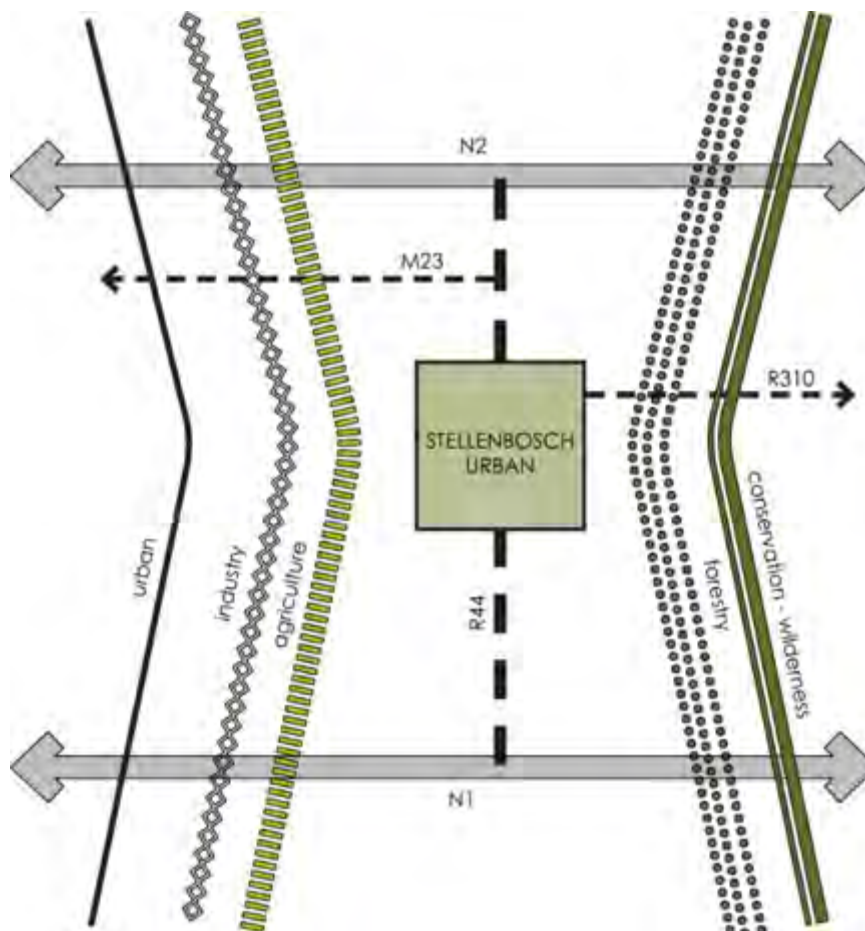 N2
M23
R310
STELLENBOSCH
URBAN
urban
industry
agriculture
R44
forestry
conservation - wilderness
N1